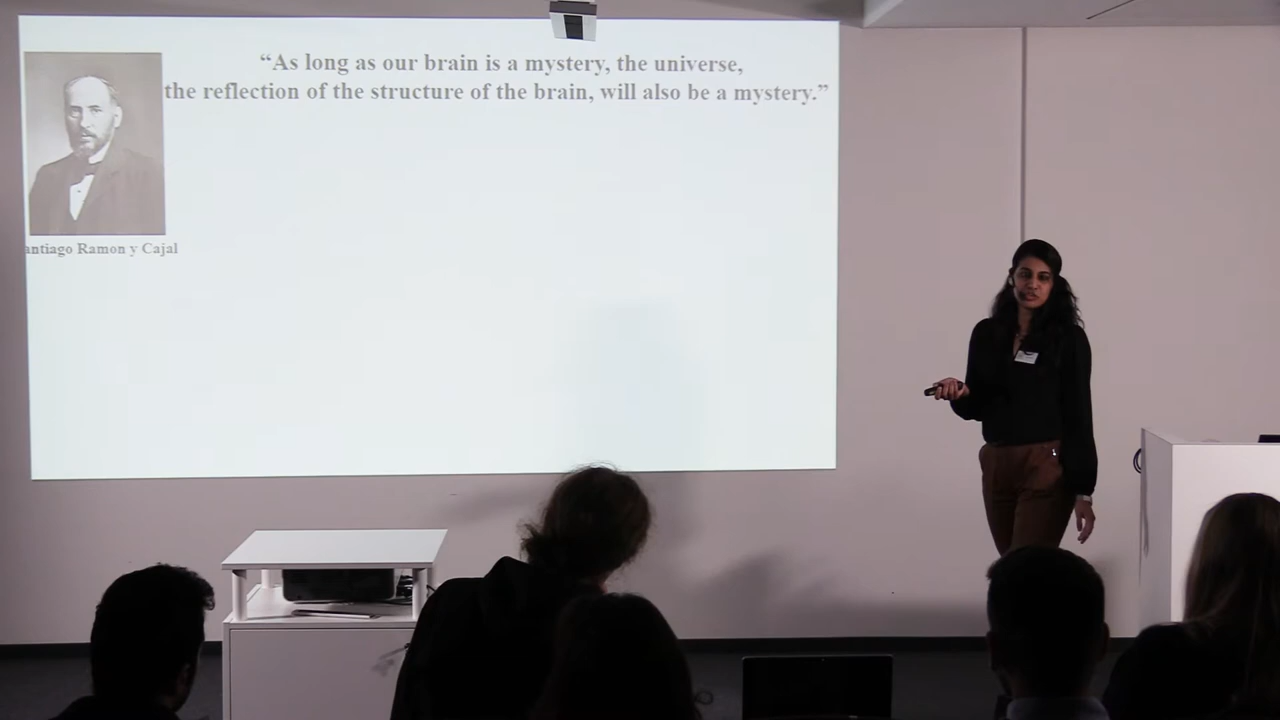 “As long as our brain is a mystery, the universe,
the reflection of the structure of the brain, will also be a mystery.”
antiago Ramon y Cajal